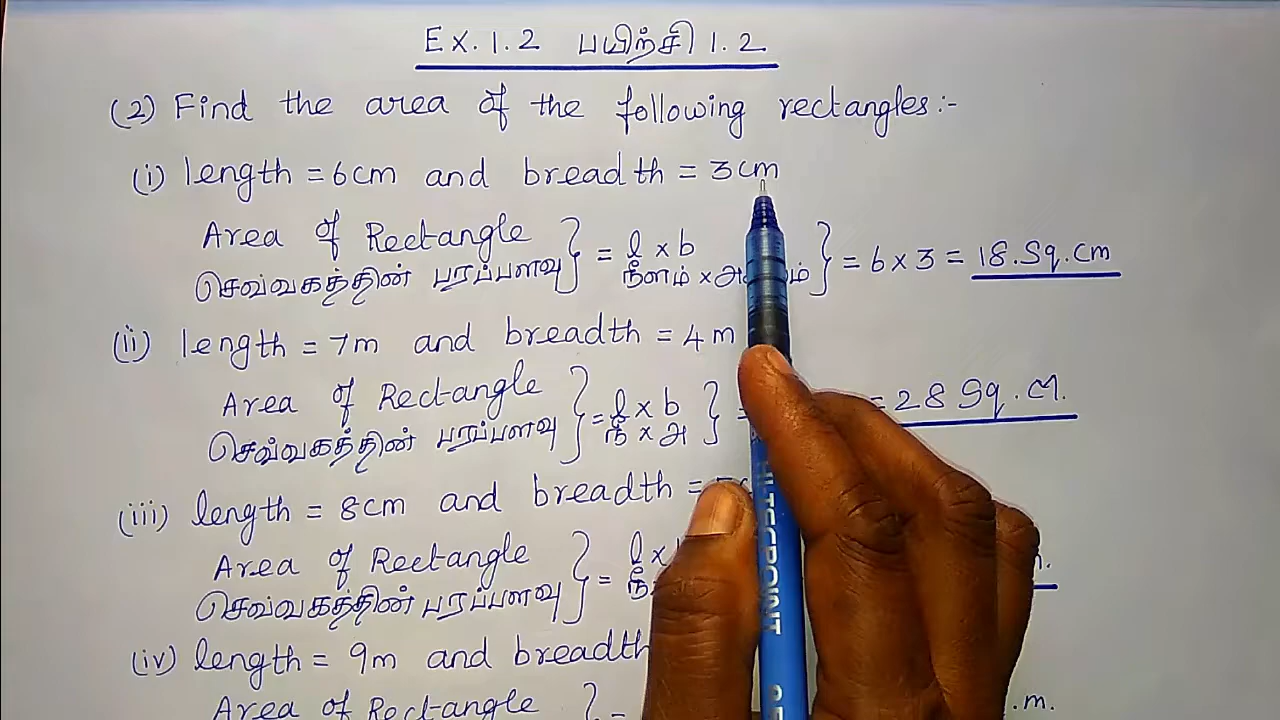 Ex. 1.2 பயிற்சி 1.2
(2) Find the area of the following rectangles:-
(i) length = 6cm and breadth = 3cm
Area of Rectangle
செவ்வகத்தின் பரப்பளவு } = l x b
நீளம் x } = 6 x 3 = 18.Sq.cm
(ii) length = 7m and breadth = 4m
Area of Rectangle
செவ்வகத்தின் பரப்பளவு } = l x b
நீ x அ } = = 28 Sq.M.
(iii) length = 8cm and breadth =
Area of Rectangle
செவ்வகத்தின் பரப்பளவு } = l x
(iv) length = 9m and breadth
Area of Rectangle } = .m.